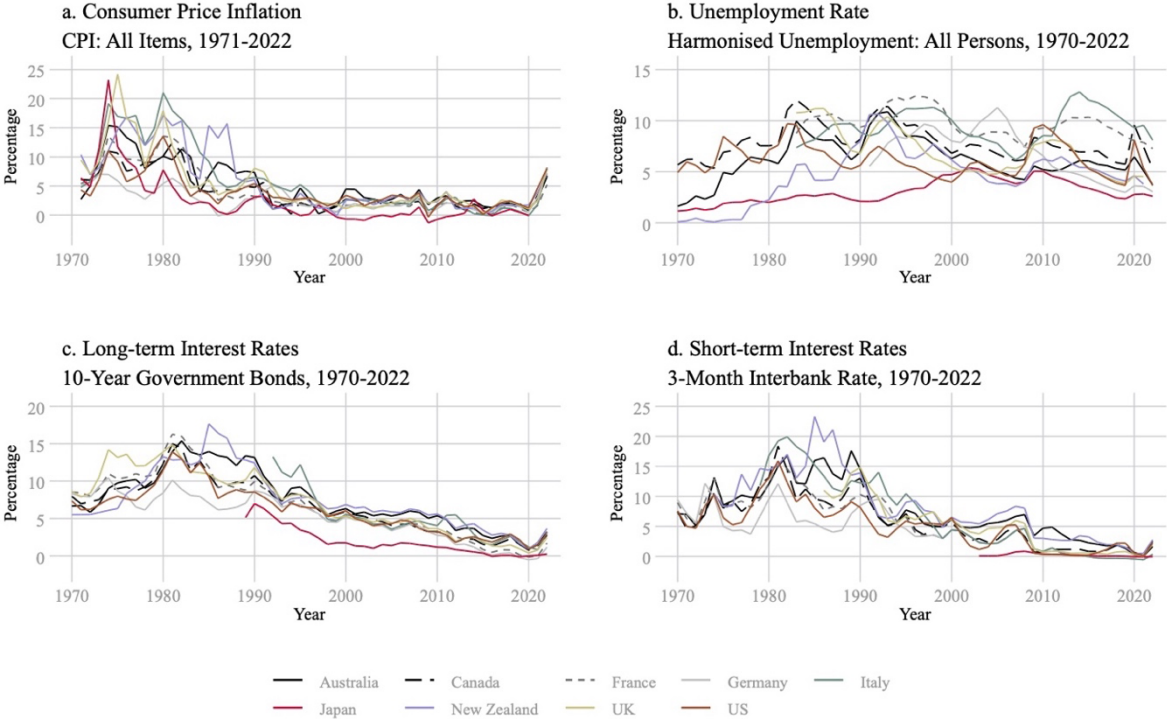 a. Consumer Price Inflation
CPI: All Items, 1971-2022
25
20
15
10
5
0
Percentage
1970 1980 1990 2000 2010 2020
Year
b. Unemployment Rate
Harmonised Unemployment: All Persons, 1970-2022
15
10
5
0
Percentage
1970 1980 1990 2000 2010 2020
Year
c. Long-term Interest Rates
10-Year Government Bonds, 1970-2022
20
15
10
5
0
Percentage
1970 1980 1990 2000 2010 2020
Year
d. Short-term Interest Rates
3-Month Interbank Rate, 1970-2022
25
20
15
10
5
0
Percentage
1970 1980 1990 2000 2010 2020
Year
Australia Canada France Germany Italy
Japan New Zealand UK US